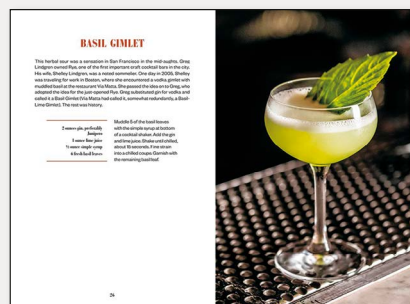 BASIL GIMLET
This herbal sour was a sensation in San Francisco in the mid-aughts. Greg
Lindgren owned Rye, one of the first important craft cocktail bars in the city.
His wife, Shelley Lindgren, was a noted sommelier. One day in 2005, Shelley
was traveling for work in Boston, where she encountered a vodka gimlet with
muddled basil at the restaurant Via Matta. She passed the idea on to Greg, who
adopted the idea for the just-opened Rye. Greg substituted gin for vodka and
called it a Basil Gimlet (Via Matta had called it, somewhat redundantly, a Basil-
Lime Gimlet). The rest was history.
2 ounces gin, preferably
Junipero
1 ounce lime juice
simple syrup
6 fresh basil leaves
Muddle 5 of the basil leaves
with the simple syrup at bottom
of a cocktail shaker. Add the gin
and lime juice. Shake until chilled,
about 15 seconds. Fine strain
into a chilled coupe. Garnish with
the remaining basil leaf.